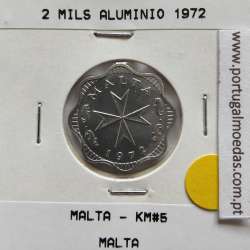 2 MILS ALUMINIO 1972
MALTA
1972
MALTA - KM#5
MALTA
www.portugalmoedas.com.pt